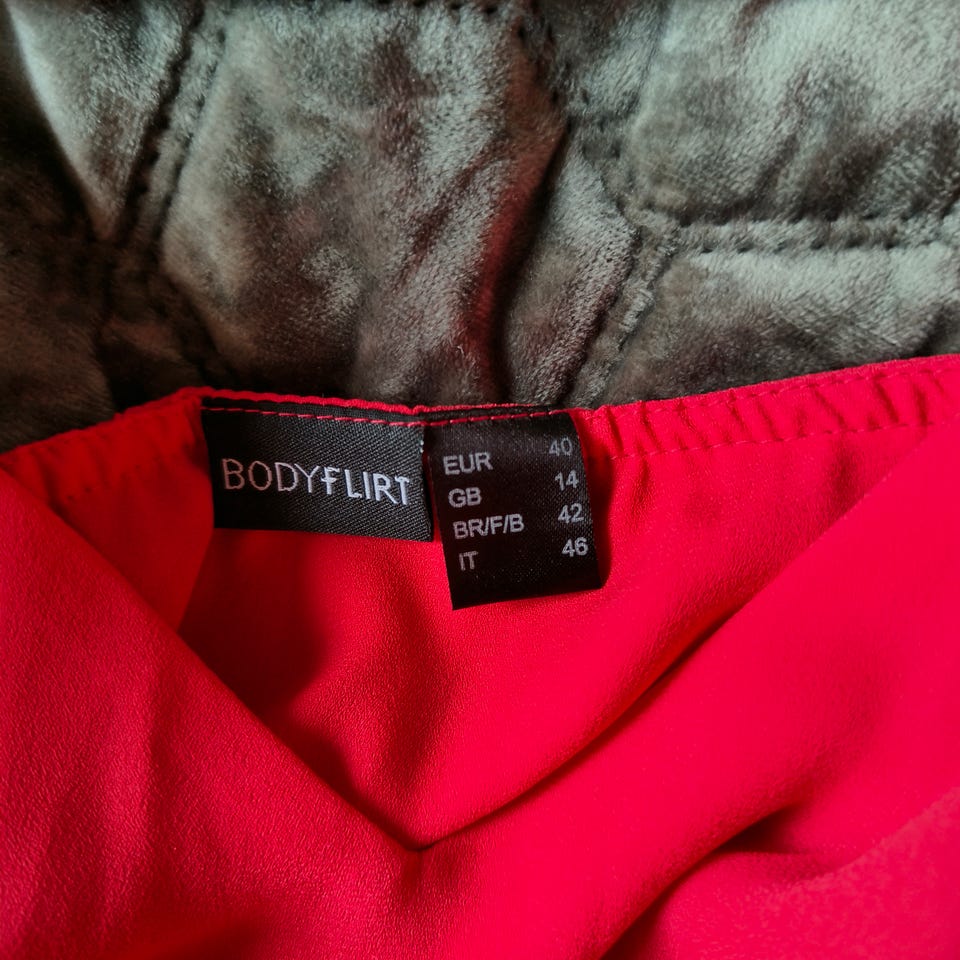 BODYFLIRT
EUR 40
GB 14
BR/F/B 42
IT 46